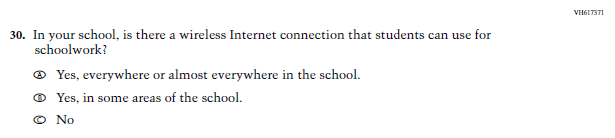 VH617371
30. In your school, is there a wireless Internet connection that students can use for
schoolwork?
A Yes, everywhere or almost everywhere in the school.
B Yes, in some areas of the school.
C No